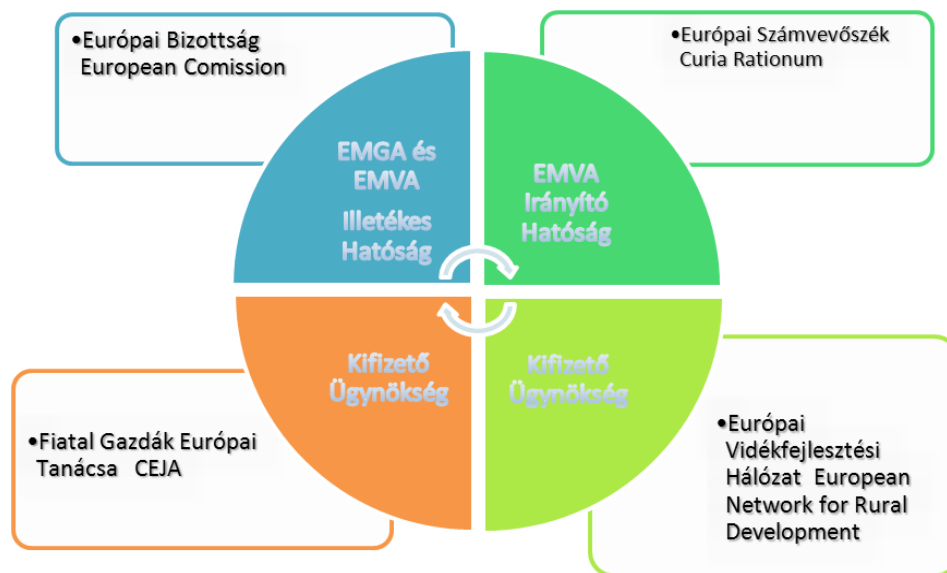 •Európai Bizottság
European Comission
•Európai Számvevőszék
Curia Rationum
EMGA és
EMVA
Illetékes
Hatóság
EMVA
Irányító
Hatóság
Kifizető
Ügynökség
Kifizető
Ügynökség
•Fiatal Gazdák Európai
Tanácsa CEJA
•Európai
Vidékfejlesztési
Hálózat European
Network for Rural
Development